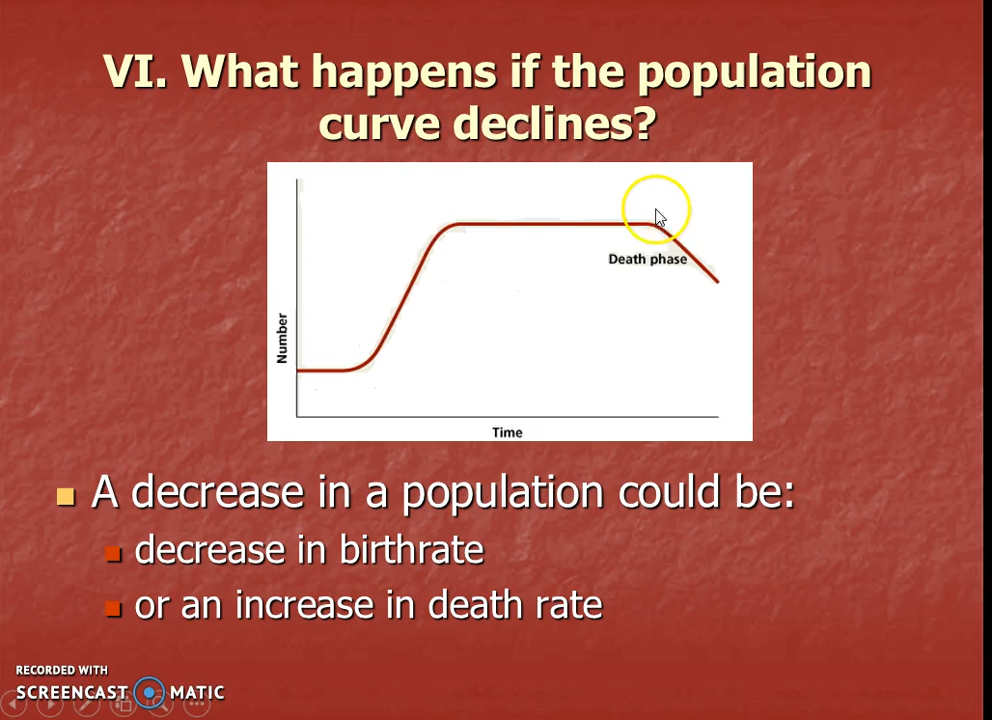 VI. What happens if the population
curve declines?
Death phase
Number
Time
A decrease in a population could be:
decrease in birthrate
or an increase in death rate
RECORDED WITH
SCREENCAST MATIC